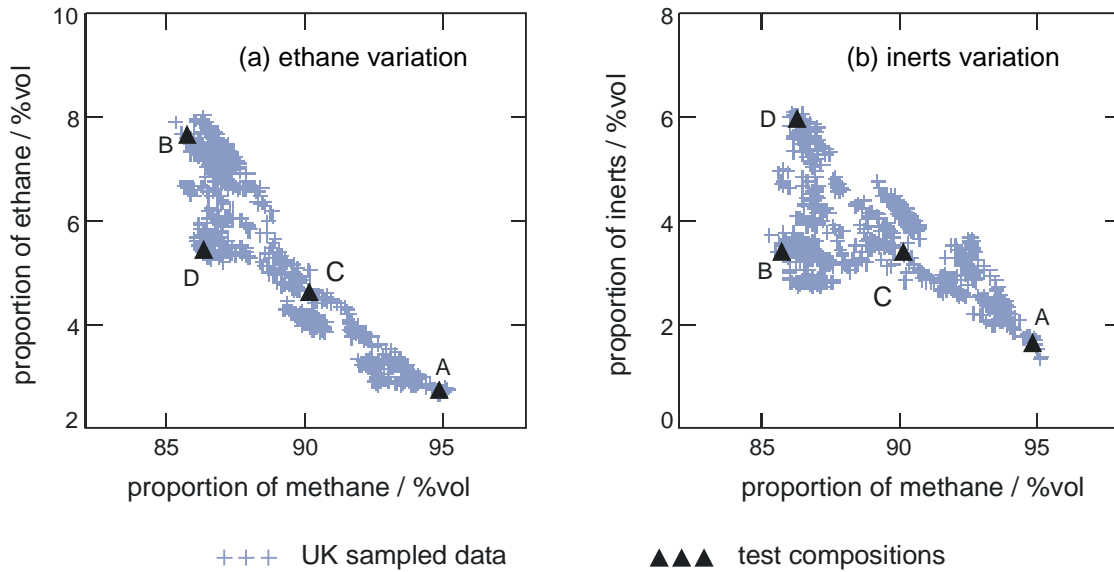 (a) ethane variation
proportion of ethane / %vol
10
8
6
4
2
B
D
C
A
85
90
95
proportion of methane / %vol
(b) inerts variation
proportion of inerts / %vol
8
6
4
2
0
D
B
C
A
85
90
95
proportion of methane / %vol
UK sampled data
test compositions